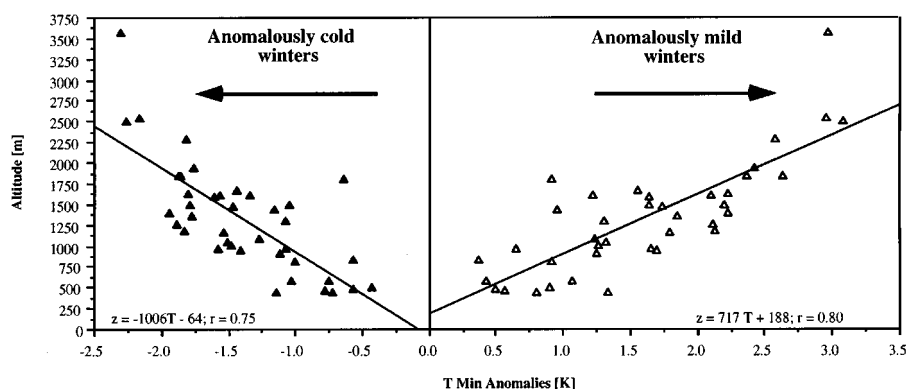 Anomalously cold
winters
Anomalously mild
winters
Altitude [m]
3750
3500
3250
3000
2750
2500
2250
2000
1750
1500
1250
1000
750
500
250
0
z = -1006T - 64; r = 0.75
z = 717 T + 188; r = 0.80
-2.5 -2.0 -1.5 -1.0 -0.5 0.0 0.5 1.0 1.5 2.0 2.5 3.0 3.5
T Min Anomalies [K]